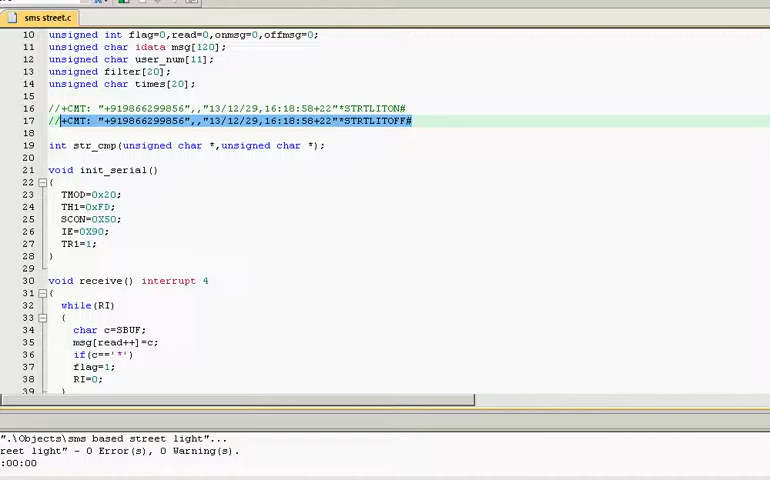 sms street.c
10 unsigned int flag=0,read=0,onmsg=0,offmsg=0;
11 unsigned char idata msg[120];
12 unsigned char user_num[11];
13 unsigned filter[20];
14 unsigned char times[20];
15
16 //+CMT: "+919866299856",,"13/12/29,16:18:58+22"*STRTLITON#
17 //+CMT: "+919866299856",,"13/12/29,16:18:58+22"*STRTLITOFF#
18
19 int str_cmp(unsigned char *,unsigned char *);
20
21 void init_serial()
22 {
23 TMOD=0x20;
24 TH1=0xFD;
25 SCON=0X50;
26 IE=0X90;
27 TR1=1;
28 }
29
30 void receive() interrupt 4
31 {
32 while(RI)
33 {
34 char c=SBUF;
35 msg[read++]=c;
36 if(c=='*')
37 flag=1;
38 RI=0;
39 }
".\Objects\sms based street light"...
reet light" - 0 Error(s), 0 Warning(s).
:00:00